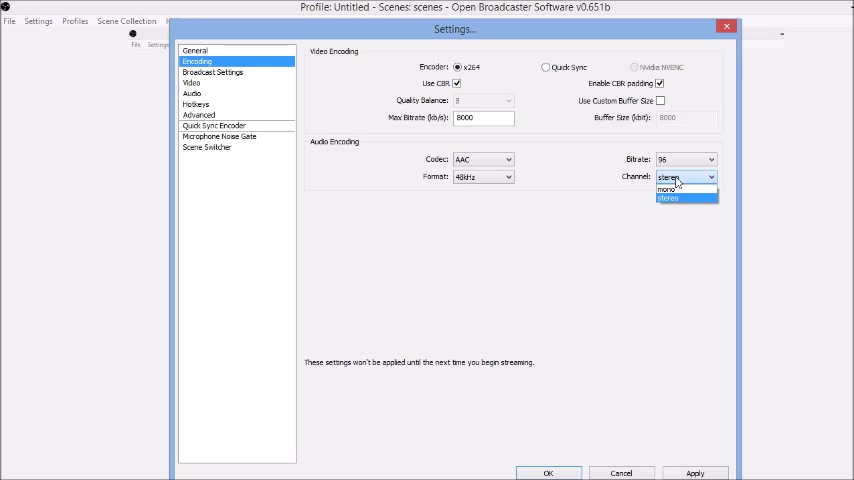 Profile: Untitled - Scenes: scenes - Open Broadcaster Software v0.651b
File Settings Profiles Scene Collection
File Settings
Settings...
General
Encoding
Broadcast Settings
Video
Audio
Hotkeys
Advanced
Quick Sync Encoder
Microphone Noise Gate
Scene Switcher
Video Encoding
Encoder: x264 Quick Sync Nvidia NVENC
Use CBR Enable CBR padding
Quality Balance: 8 Use Custom Buffer Size
Max Bitrate (kb/s): 8000 Buffer Size (kbit): 8000
Audio Encoding
Codec: AAC Bitrate: 96
Format: 48kHz Channel: stereo
mono
stereo
These settings won't be applied until the next time you begin streaming.
OK Cancel Apply